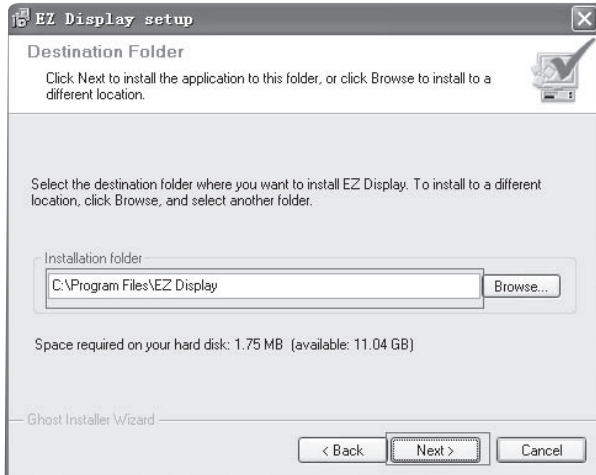 EZ Display setup
Destination Folder
Click Next to install the application to this folder, or click Browse to install to a
different location.
Select the destination folder where you want to install EZ Display. To install to a different
location, click Browse, and select another folder.
Installation folder
C:\Program Files\EZ Display
Browse...
Space required on your hard disk: 1.75 MB (available: 11.04 GB)
Ghost Installer Wizard
< Back
Next >
Cancel